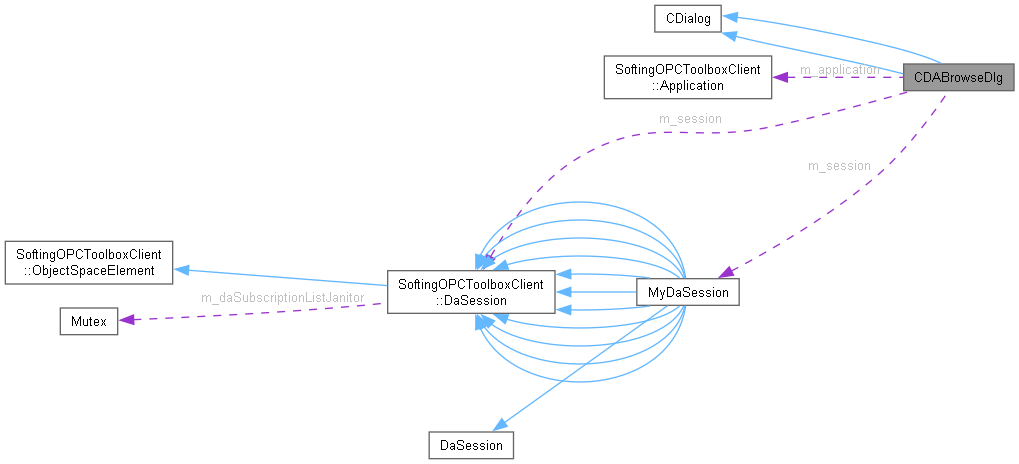 CDialog
SoftingOPCToolboxClient
::Application
m_application
CDABrowseDlg
m_session
m_session
SoftingOPCToolboxClient
::ObjectSpaceElement
SoftingOPCToolboxClient
::DaSession
MyDaSession
m_daSubscriptionListJanitor
Mutex
DaSession